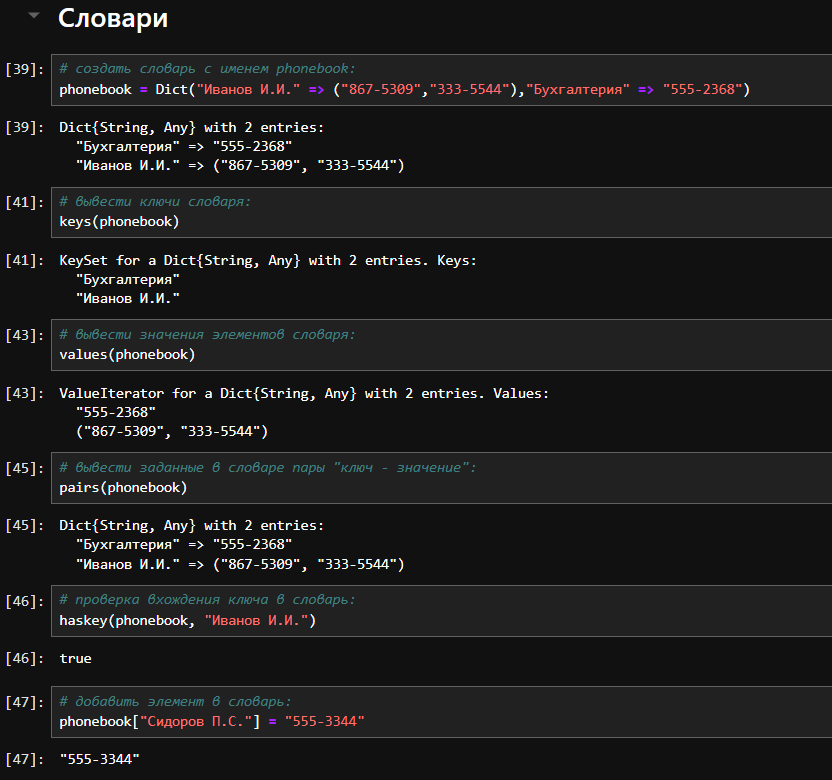 Словари
[39]: # создать словарь с именем phonebook:
phonebook = Dict("Иванов И.И." => ("867-5309","333-5544"),"Бухгалтерия" => "555-2368")
[39]: Dict{String, Any} with 2 entries:
"Бухгалтерия" => "555-2368"
"Иванов И.И." => ("867-5309", "333-5544")
[41]: # вывести ключи словаря:
keys(phonebook)
[41]: KeySet for a Dict{String, Any} with 2 entries. Keys:
"Бухгалтерия"
"Иванов И.И."
[43]: # вывести значения элементов словаря:
values(phonebook)
[43]: ValueIterator for a Dict{String, Any} with 2 entries. Values:
"555-2368"
("867-5309", "333-5544")
[45]: # вывести заданные в словаре пары "ключ - значение":
pairs(phonebook)
[45]: Dict{String, Any} with 2 entries:
"Бухгалтерия" => "555-2368"
"Иванов И.И." => ("867-5309", "333-5544")
[46]: # проверка вхождения ключа в словарь:
haskey(phonebook, "Иванов И.И.")
[46]: true
[47]: # добавить элемент в словарь:
phonebook["Сидоров П.С."] = "555-3344"
[47]: "555-3344"